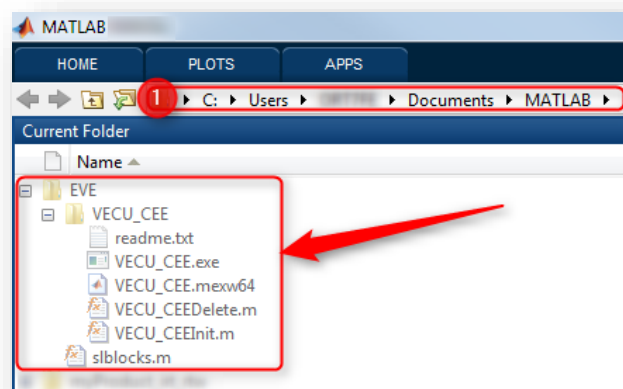 MATLAB
HOME PLOTS APPS
1 C: Users Documents MATLAB
Current Folder
Name
EVE
VECU_CEE
readme.txt
VECU_CEE.exe
VECU_CEE.mexw64
VECU_CEEDelete.m
VECU_CEEInit.m
slblocks.m